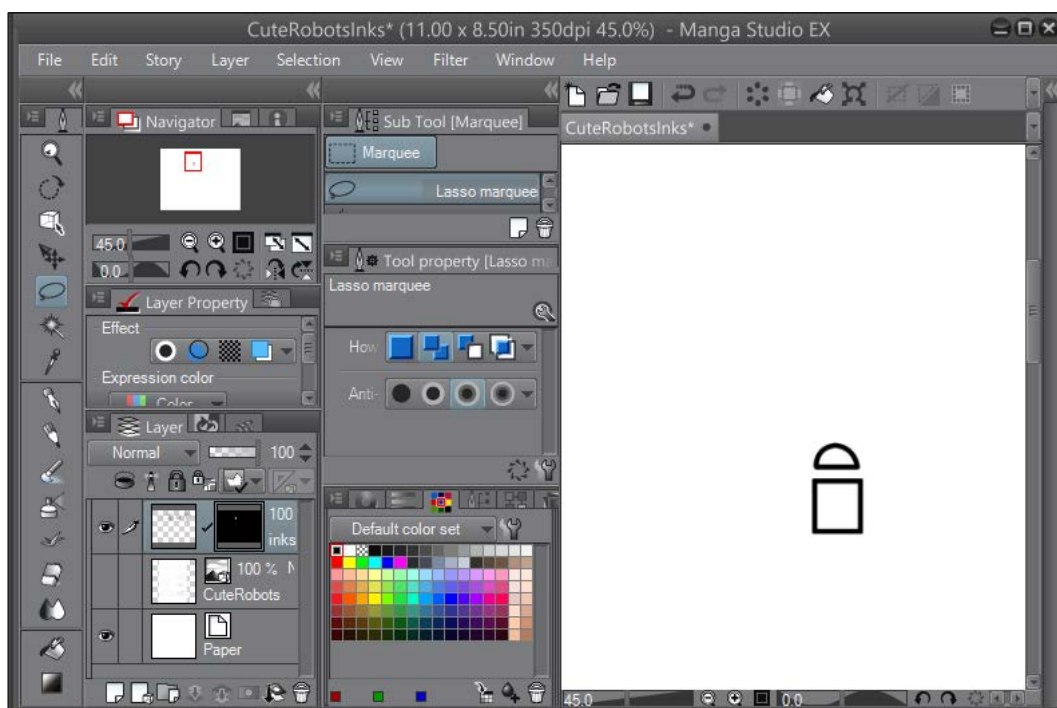 CuteRobotsInks* (11.00 x 8.50in 350dpi 45.0%) - Manga Studio EX
File Edit Story Layer Selection View Filter Window Help
Navigator
Sub Tool [Marquee]
CuteRobotsInks*
Marquee
Lasso marquee
45.0
0.0
Tool property [Lasso ma
Lasso marquee
Layer Property
Effect
How
Expression color
Color
Anti-
Layer
Normal 100
Default color set
100
inks
100 %
CuteRobots
Paper
45.0 0.0